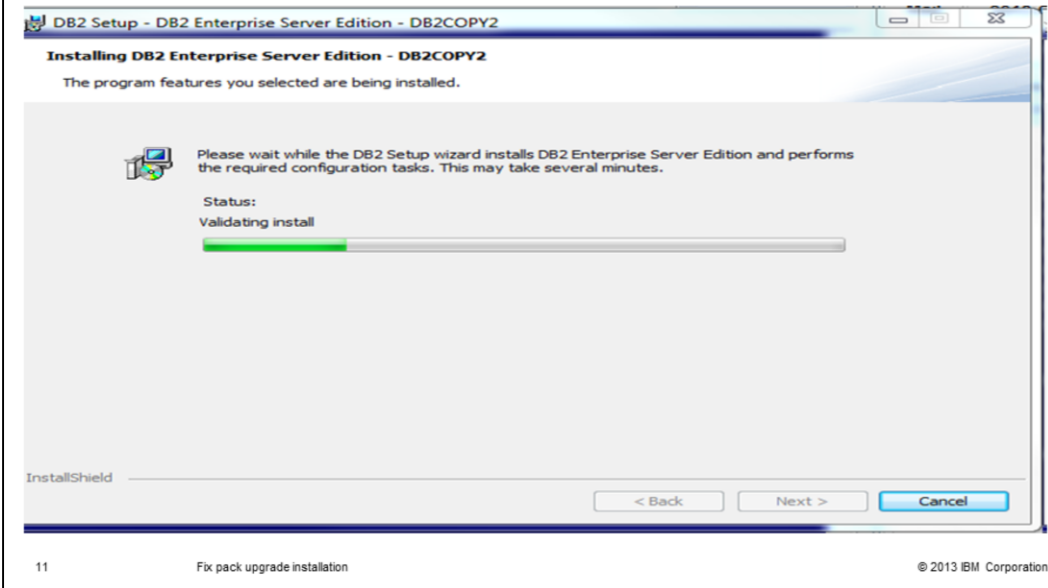 DB2 Setup - DB2 Enterprise Server Edition - DB2COPY2
Installing DB2 Enterprise Server Edition - DB2COPY2
The program features you selected are being installed.
Please wait while the DB2 Setup wizard installs DB2 Enterprise Server Edition and performs
the required configuration tasks. This may take several minutes.
Status:
Validating install
InstallShield
< Back Next > Cancel
11 Fix pack upgrade installation © 2013 IBM Corporation